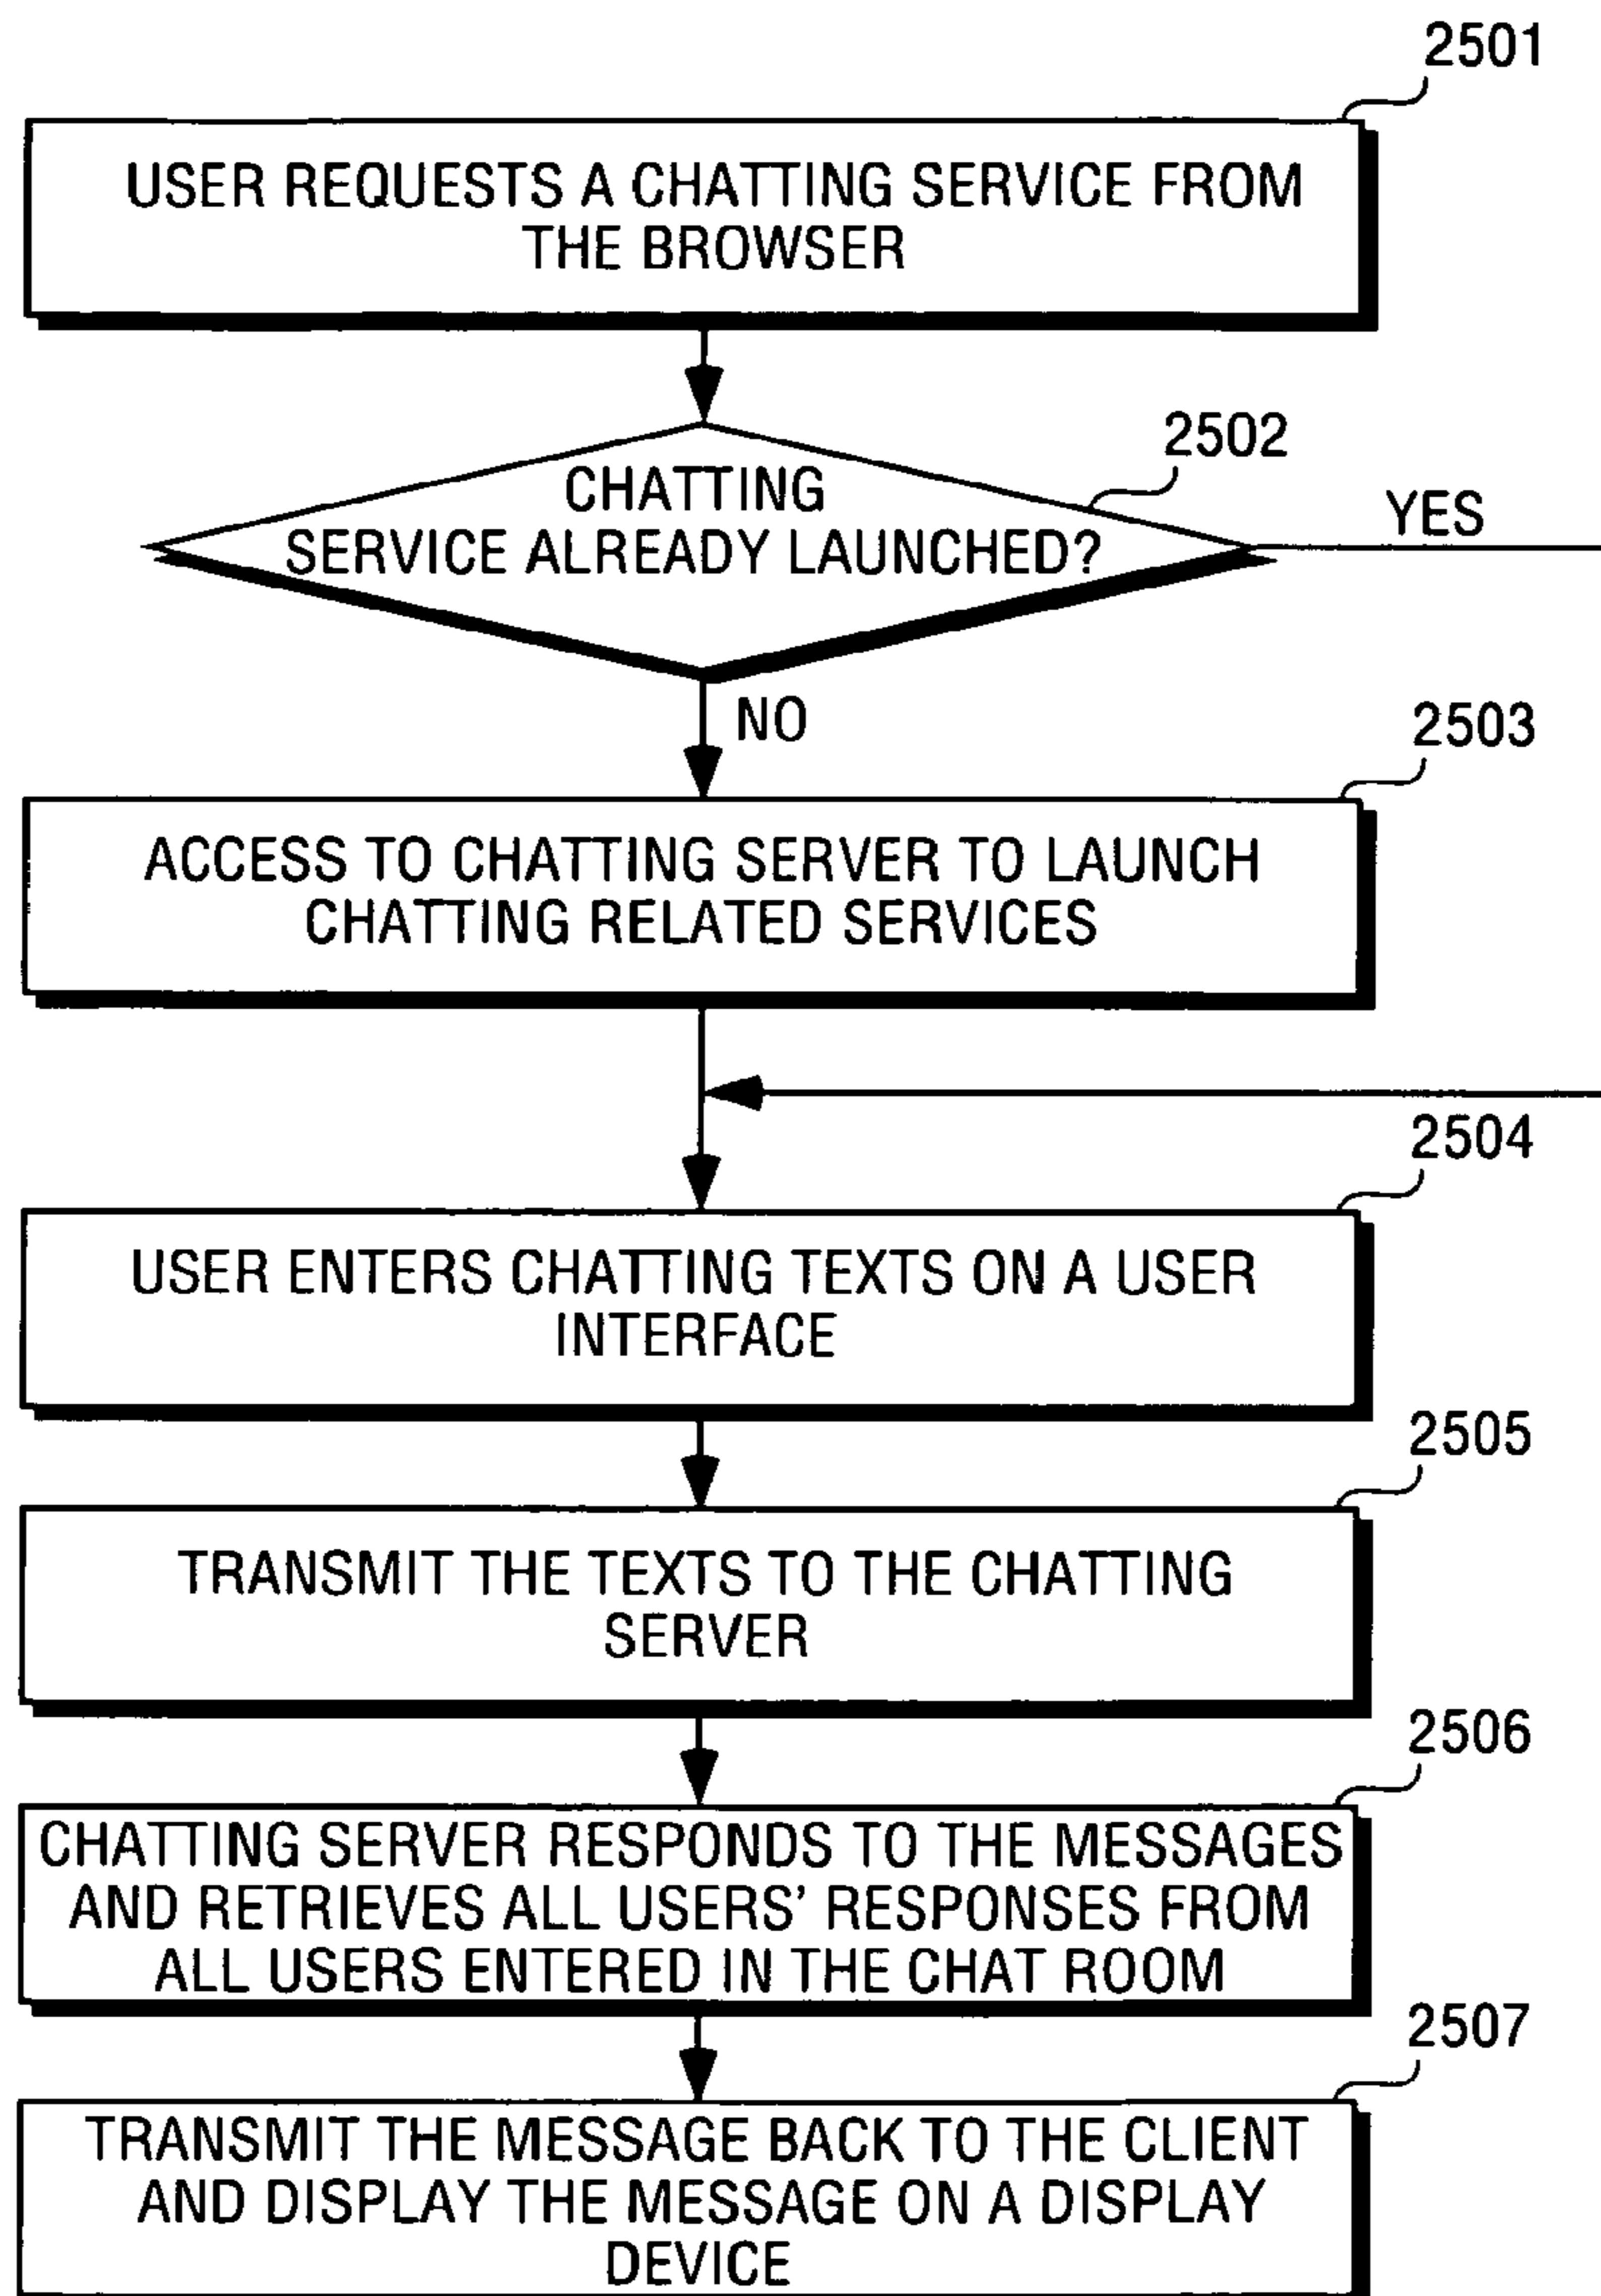 2501
USER REQUESTS A CHATTING SERVICE FROM
THE BROWSER
2502
CHATTING
SERVICE ALREADY LAUNCHED?
YES
NO
2503
ACCESS TO CHATTING SERVER TO LAUNCH
CHATTING RELATED SERVICES
2504
USER ENTERS CHATTING TEXTS ON A USER
INTERFACE
2505
TRANSMIT THE TEXTS TO THE CHATTING
SERVER
2506
CHATTING SERVER RESPONDS TO THE MESSAGES
AND RETRIEVES ALL USERS' RESPONSES FROM
ALL USERS ENTERED IN THE CHAT ROOM
2507
TRANSMIT THE MESSAGE BACK TO THE CLIENT
AND DISPLAY THE MESSAGE ON A DISPLAY
DEVICE